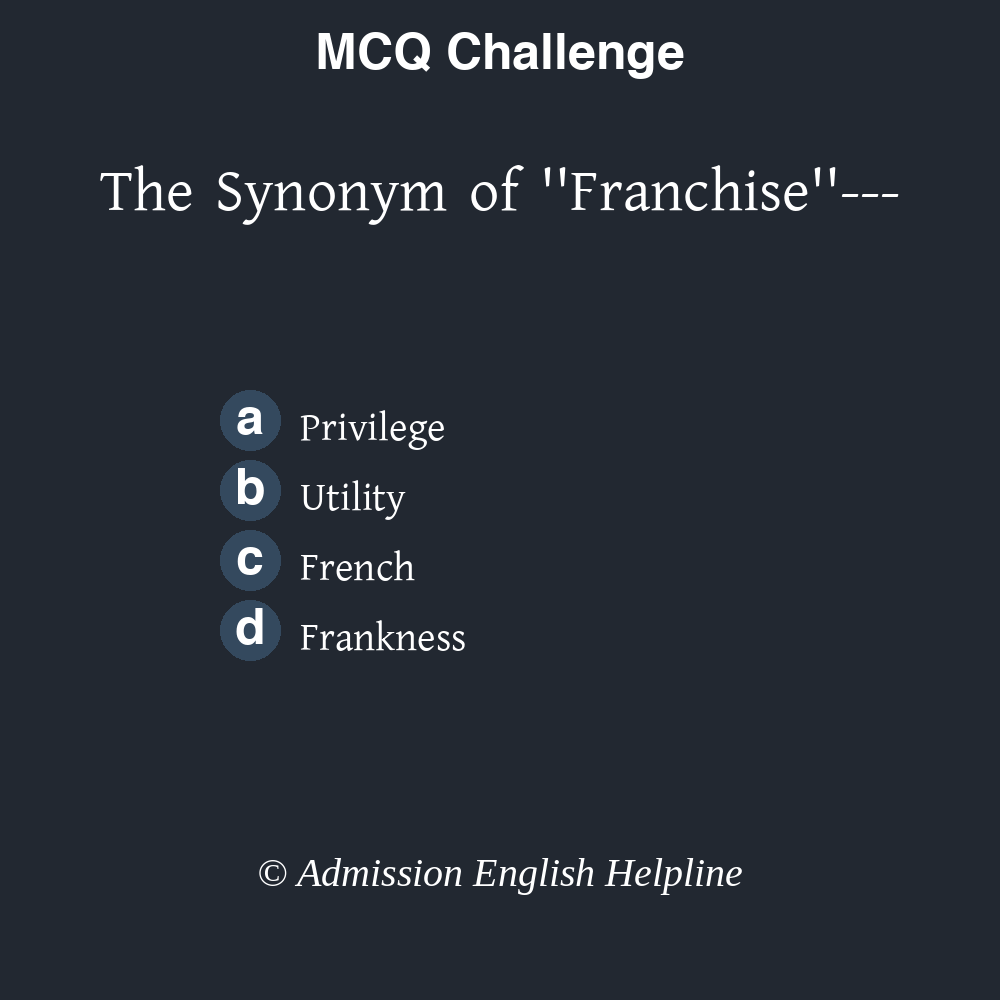 MCQ Challenge
The Synonym of "Franchise"---
a Privilege
b Utility
c French
d Frankness
© Admission English Helpline